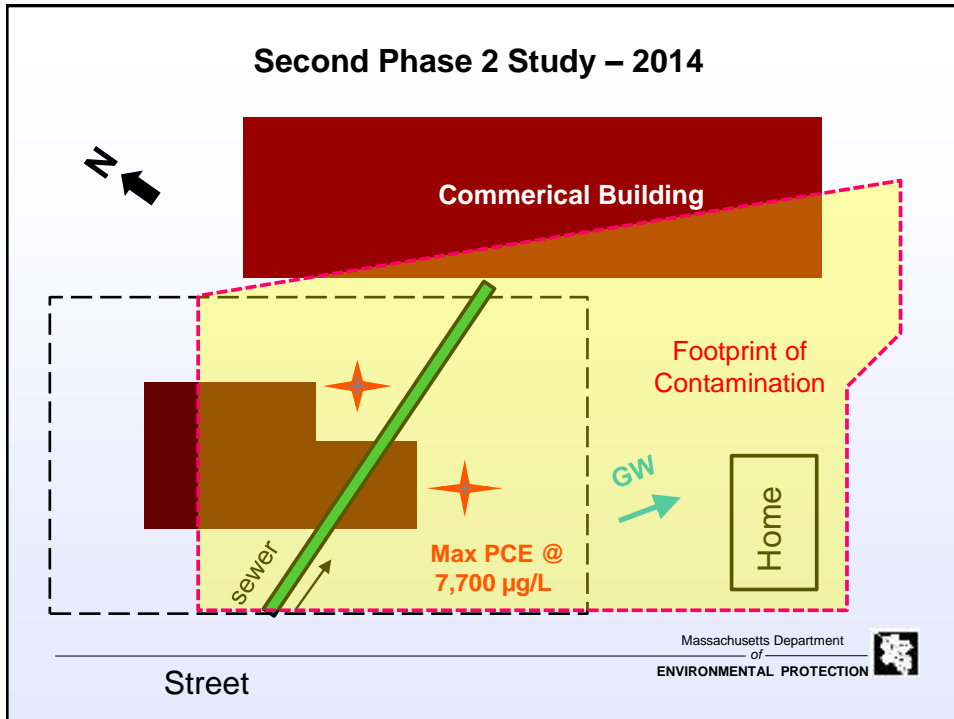 Second Phase 2 Study – 2014
N
Commerical Building
Footprint of
Contamination
GW
Home
sewer
Max PCE @
7,700 µg/L
Massachusetts Department
of
ENVIRONMENTAL PROTECTION
Street